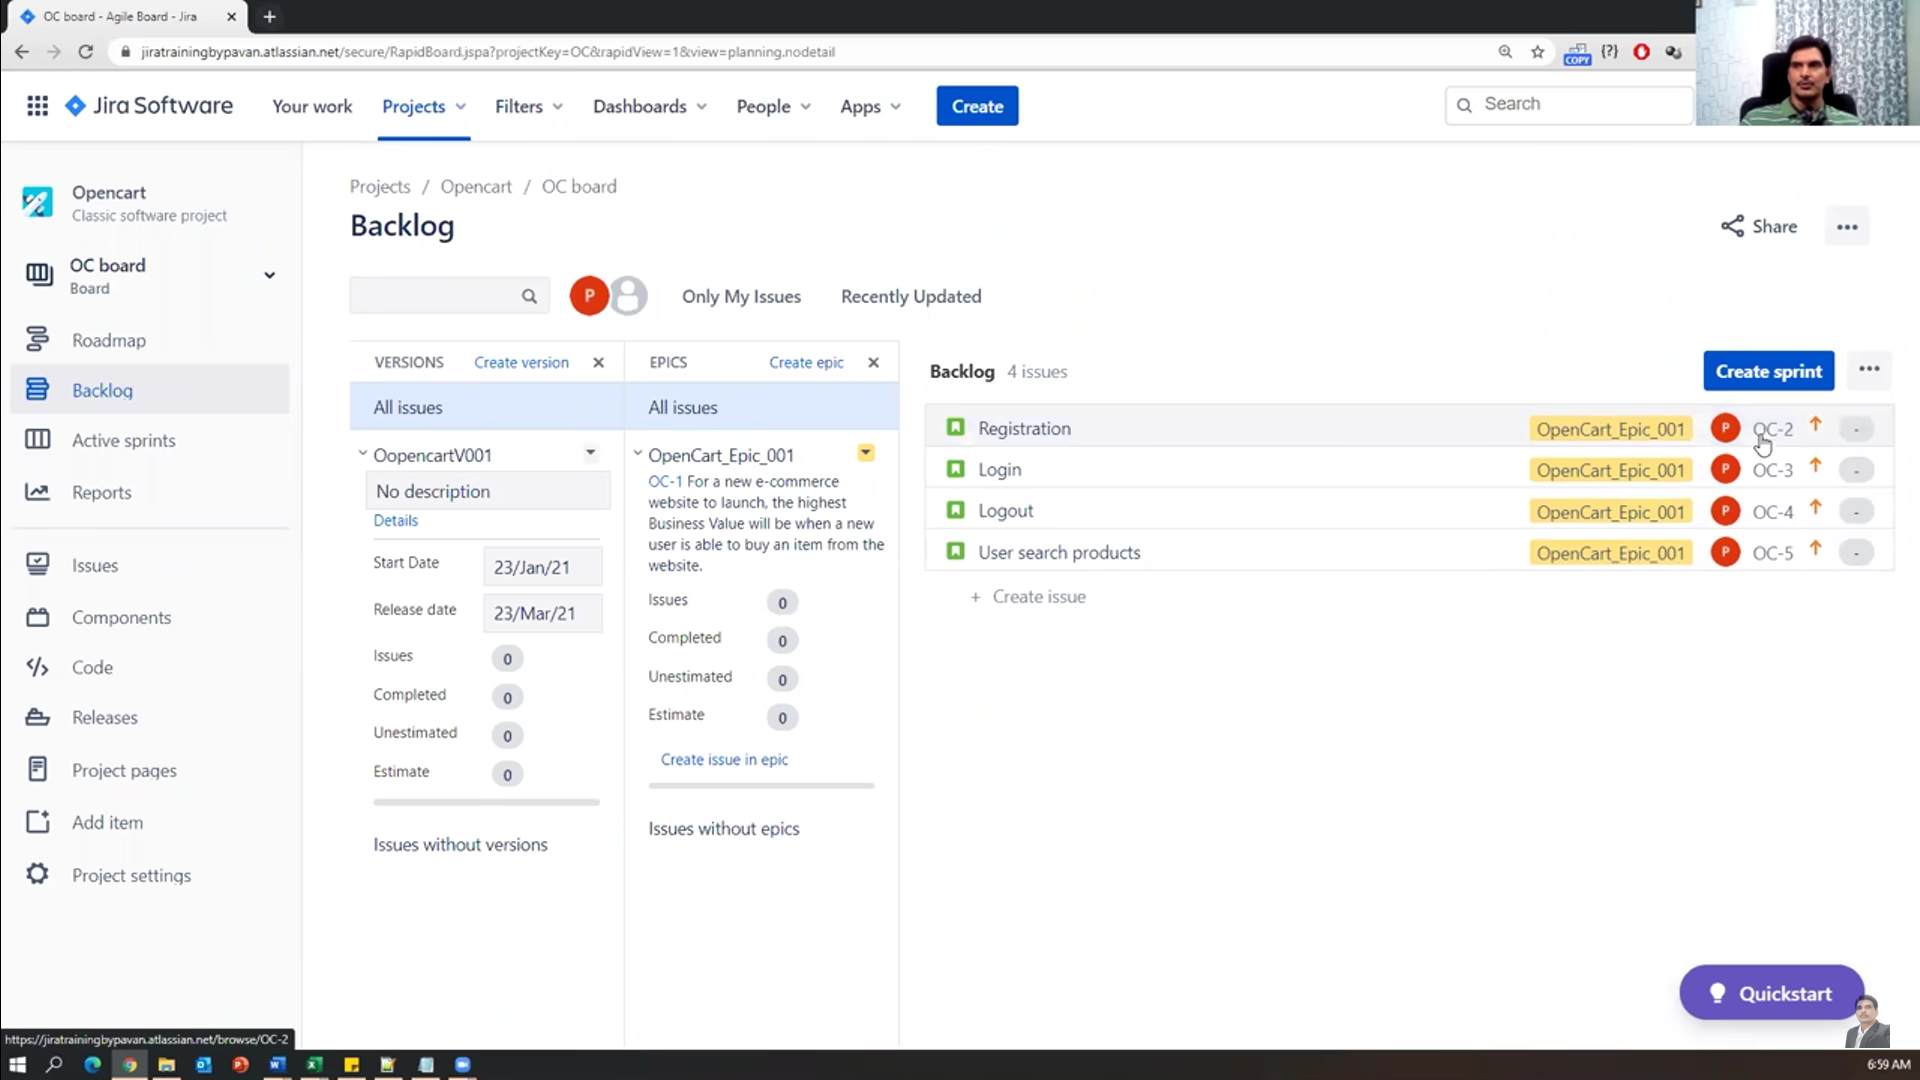 OC board - Agile Board - Jira
jiratrainingbypavan.atlassian.net/secure/RapidBoard.jspa?projectKey=OC&rapidView=1&view=planning.nodetail
COPY
{?}
Jira Software
Your work
Projects
Filters
Dashboards
People
Apps
Create
Search
Opencart
Classic software project
OC board
Board
Roadmap
Backlog
Active sprints
Reports
Issues
Components
Code
Releases
Project pages
Add item
Project settings
Projects / Opencart / OC board
Backlog
Share
P
Only My Issues
Recently Updated
VERSIONS Create version
All issues
OopencartV001
No description
Details
Start Date 23/Jan/21
Release date 23/Mar/21
Issues 0
Completed 0
Unestimated 0
Estimate 0
Issues without versions
EPICS Create epic
All issues
OpenCart_Epic_001
OC-1 For a new e-commerce
website to launch, the highest
Business Value will be when a new
user is able to buy an item from the
website.
Issues 0
Completed 0
Unestimated 0
Estimate 0
Create issue in epic
Issues without epics
Backlog 4 issues
Create sprint
Registration OpenCart_Epic_001 P OC-2 -
Login OpenCart_Epic_001 P OC-3 -
Logout OpenCart_Epic_001 P OC-4 -
User search products OpenCart_Epic_001 P OC-5 -
+ Create issue
Quickstart
https://jiratrainingbypavan.atlassian.net/browse/OC-2
6:59 AM